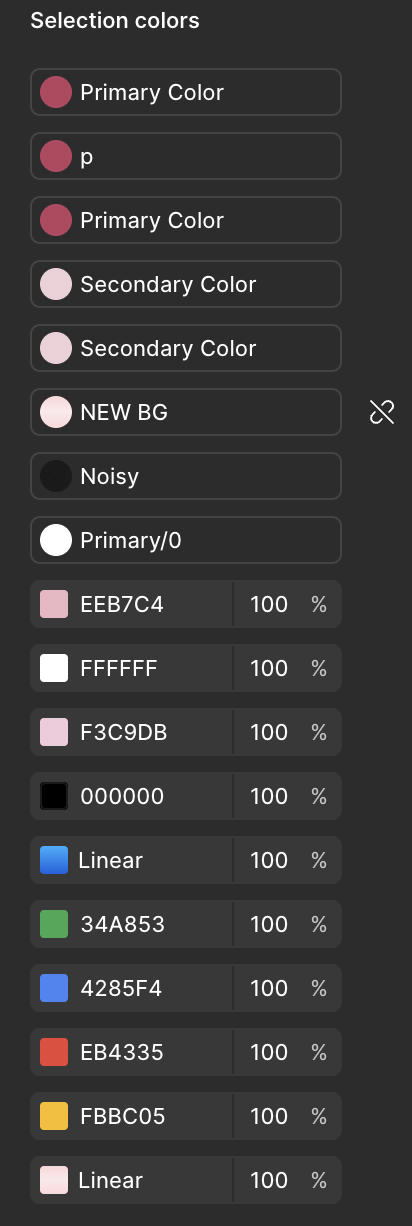 Selection colors
Primary Color
p
Primary Color
Secondary Color
Secondary Color
NEW BG
Noisy
Primary/0
EEB7C4 100 %
FFFFFF 100 %
F3C9DB 100 %
000000 100 %
Linear 100 %
34A853 100 %
4285F4 100 %
EB4335 100 %
FBBC05 100 %
Linear 100 %